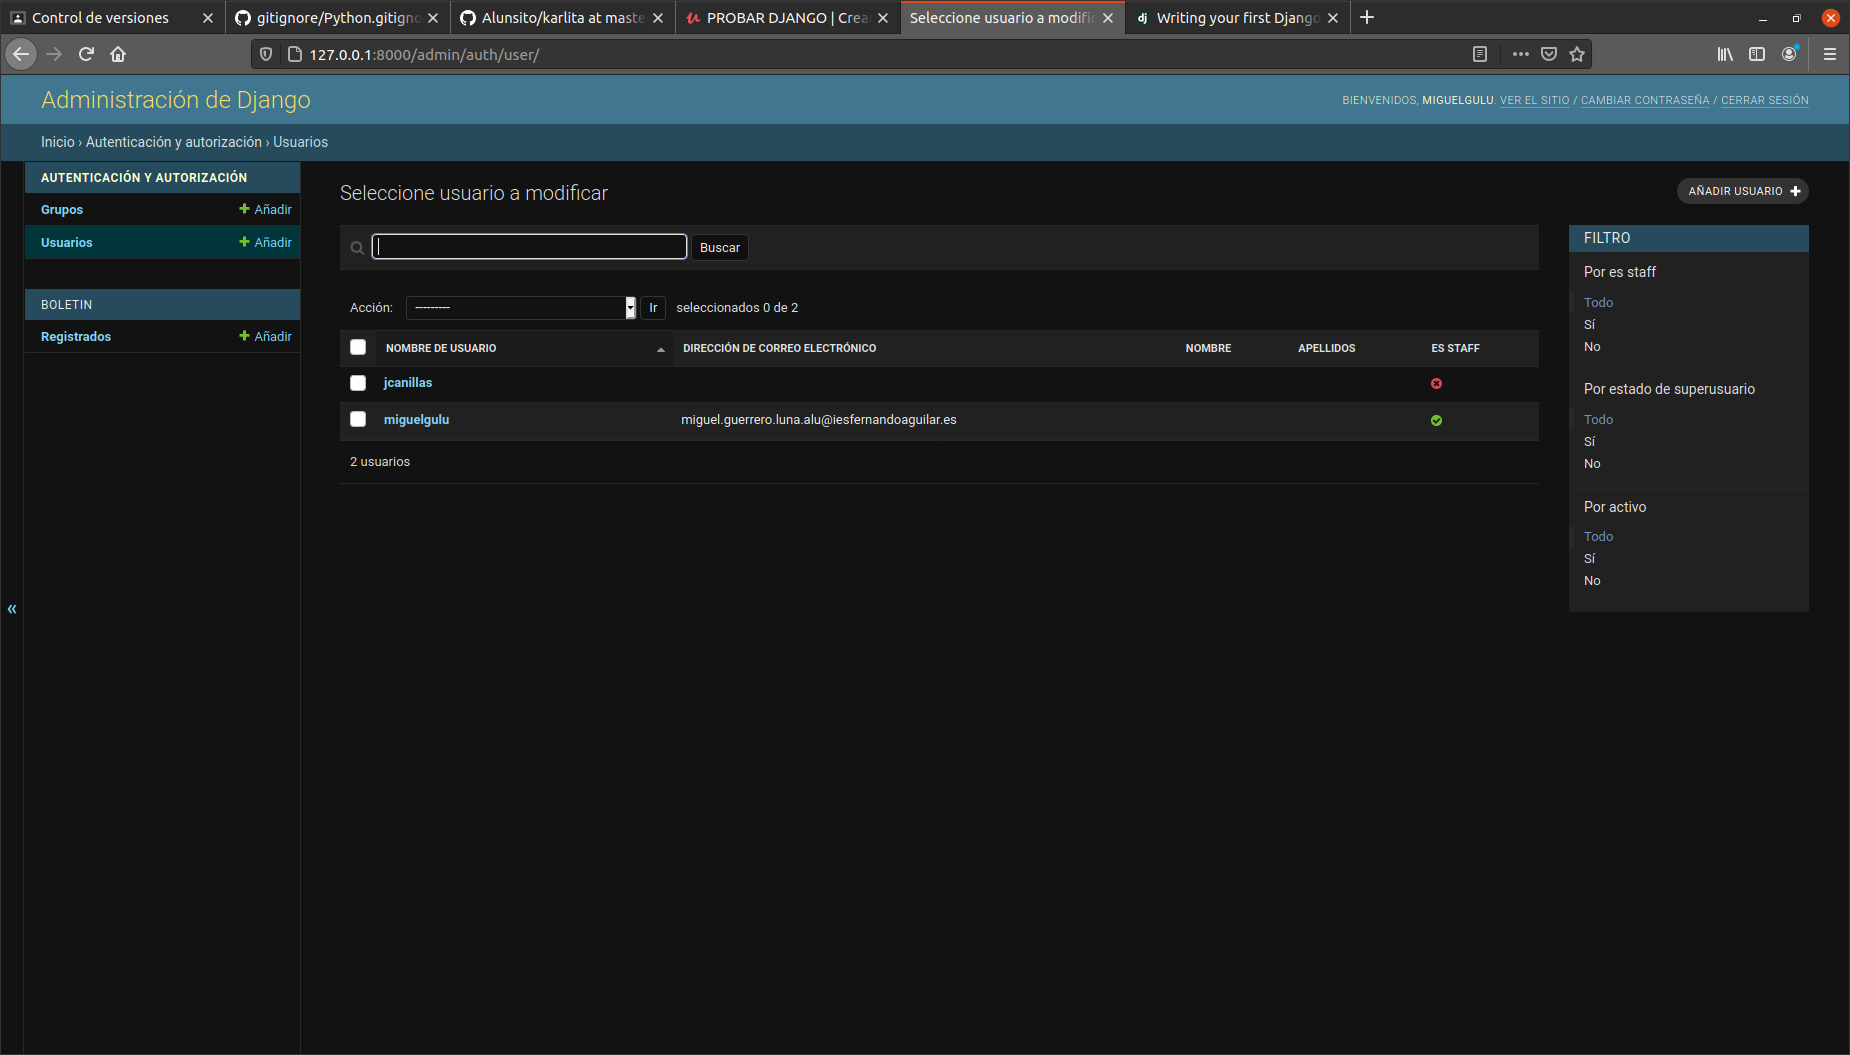 Control de versiones
gitignore/Python.gitigno
Alunsito/karlita at maste
PROBAR DJANGO | Crea
Seleccione usuario a modific
dj Writing your first Django
127.0.0.1:8000/admin/auth/user/
Administración de Django
BIENVENIDOS, MIGUELGULU. VER EL SITIO / CAMBIAR CONTRASEÑA / CERRAR SESIÓN
Inicio › Autenticación y autorización › Usuarios
AUTENTICACIÓN Y AUTORIZACIÓN
Grupos + Añadir
Usuarios + Añadir
BOLETIN
Registrados + Añadir
«
Seleccione usuario a modificar
AÑADIR USUARIO +
Buscar
Acción: --------- Ir seleccionados 0 de 2
NOMBRE DE USUARIO DIRECCIÓN DE CORREO ELECTRÓNICO NOMBRE APELLIDOS ES STAFF
jcanillas
miguelgulu miguel.guerrero.luna.alu@iesfernandoaguilar.es
2 usuarios
FILTRO
Por es staff
Todo
Sí
No
Por estado de superusuario
Todo
Sí
No
Por activo
Todo
Sí
No